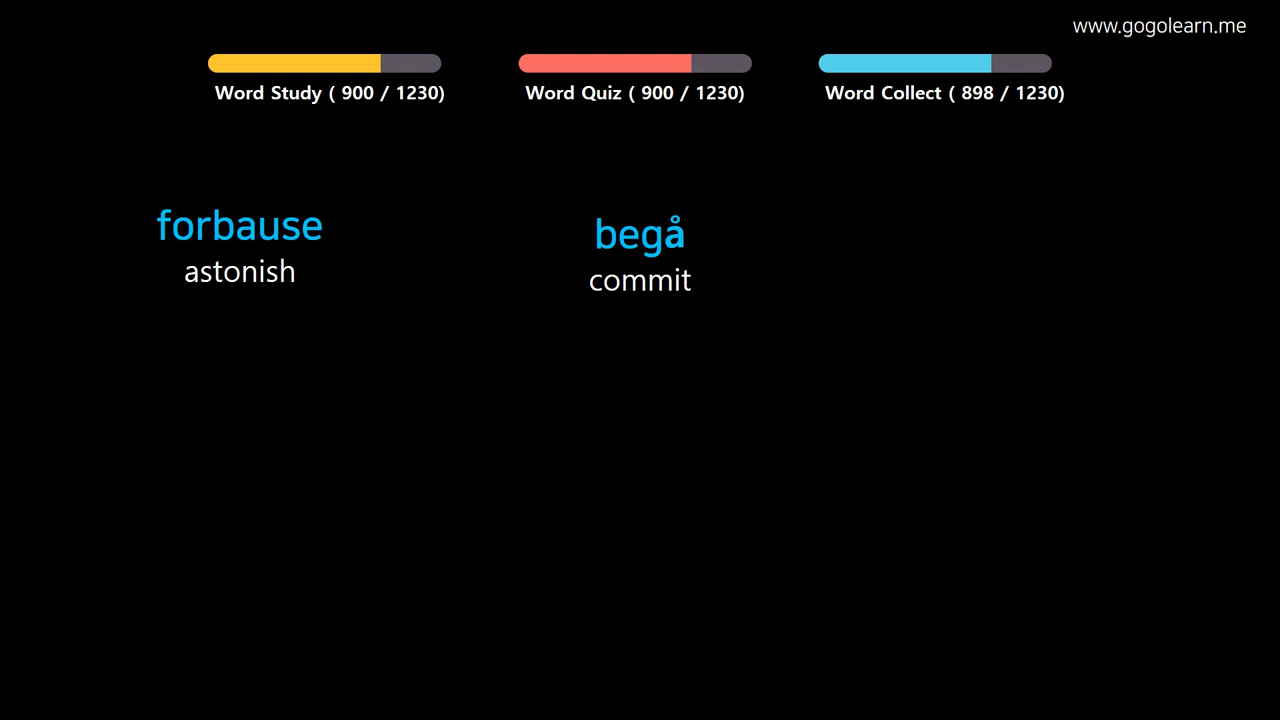 www.gogolearn.me
Word Study ( 900 / 1230)
Word Quiz ( 900 / 1230)
Word Collect ( 898 / 1230)
forbause
astonish
begå
commit